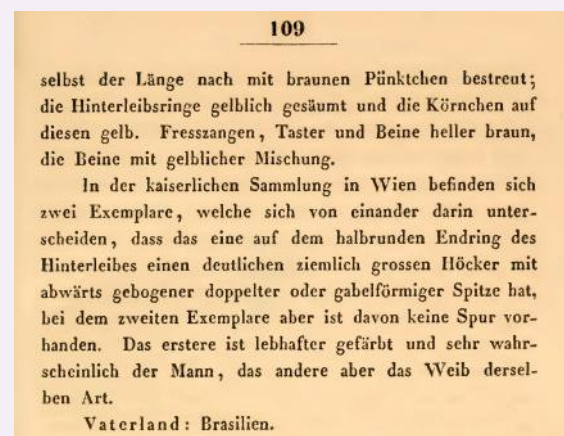 109
selbst der Länge nach mit braunen Pünktchen bestreut;
die Hinterleibsringe gelblich gesäumt und die Körnchen auf
diesen gelb. Fresszangen, Taster und Beine heller braun,
die Beine mit gelblicher Mischung.
In der kaiserlichen Sammlung in Wien befinden sich
zwei Exemplare, welche sich von einander darin unter-
scheiden, dass das eine auf dem halbrunden Endring des
Hinterleibes einen deutlichen ziemlich grossen Höcker mit
abwärts gebogener doppelter oder gabelförmiger Spitze hat,
bei dem zweiten Exemplare aber ist davon keine Spur vor-
handen. Das erstere ist lebhafter gefärbt und sehr wahr-
scheinlich der Mann, das andere aber das Weib dersel-
ben Art.
Vaterland: Brasilien.